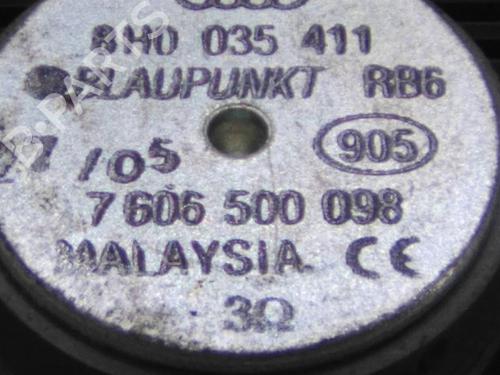 8H0 035 411
BLAUPUNKT RB6
905
/05
7 606 500 098
MALAYSIA CE
3Ω